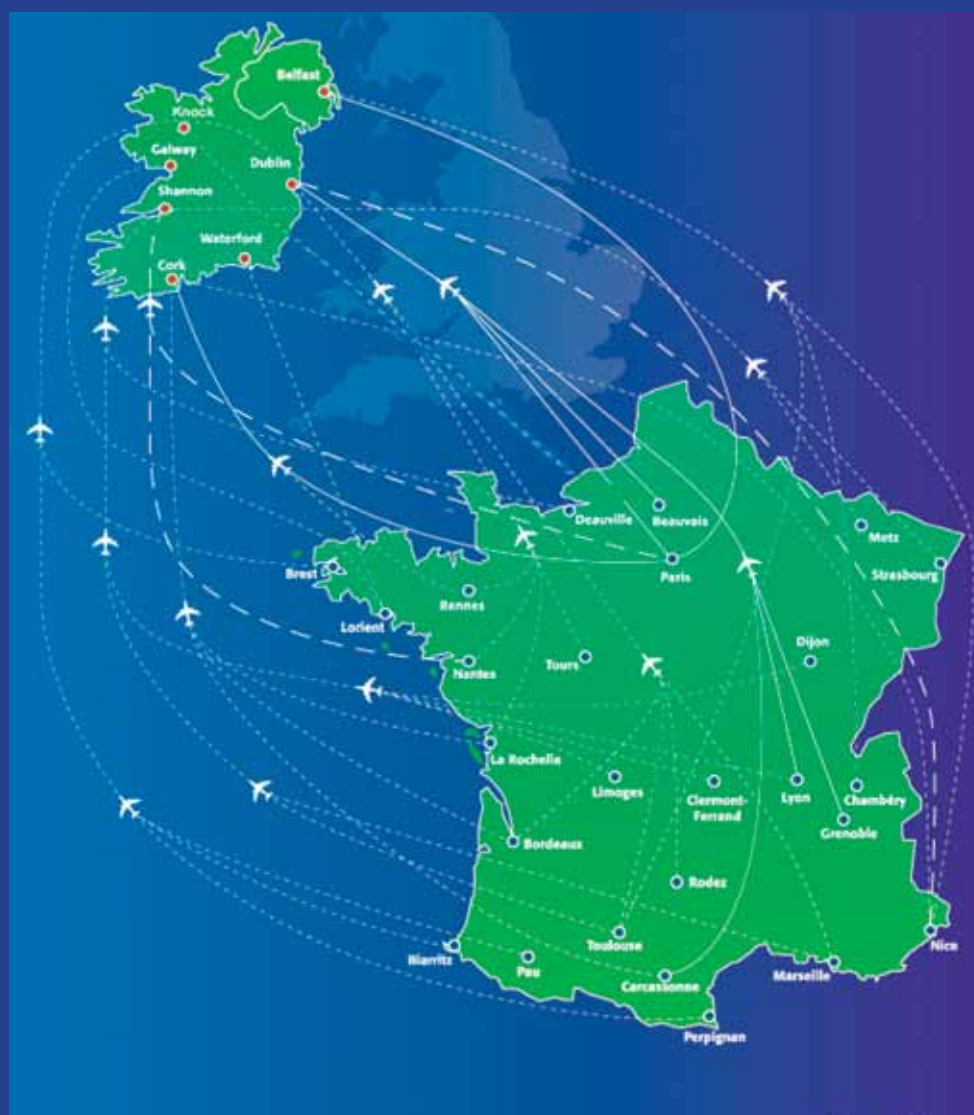 Belfast
Knock
Galway
Dublin
Shannon
Waterford
Cork
Deauville
Beauvais
Metz
Paris
Strasbourg
Brest
Rennes
Lorient
Dijon
Nantes
Tours
La Rochelle
Limoges
Clermont-
Ferrand
Lyon
Chambéry
Grenoble
Bordeaux
Rodez
Toulouse
Nice
Biarritz
Pau
Marseille
Carcassonne
Perpignan